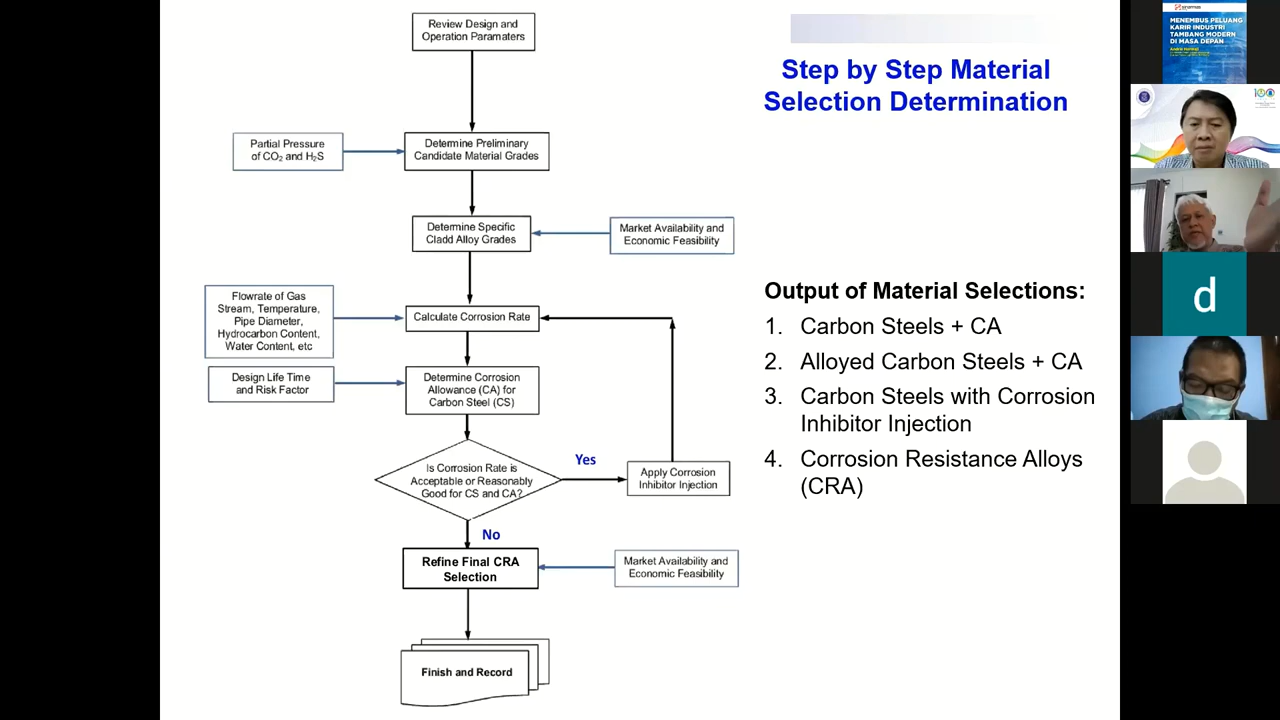 Review Design and
Operation Paramaters
Partial Pressure
of CO₂ and H₂S
Determine Preliminary
Candidate Material Grades
Determine Specific
Cladd Alloy Grades
Market Availability and
Economic Feasibility
Flowrate of Gas
Stream, Temperature,
Pipe Diameter,
Hydrocarbon Content,
Water Content, etc
Calculate Corrosion Rate
Design Life Time
and Risk Factor
Determine Corrosion
Allowance (CA) for
Carbon Steel (CS)
Is Corrosion Rate is
Acceptable or Reasonably
Good for CS and CA?
Yes
Apply Corrosion
Inhibitor Injection
No
Refine Final CRA
Selection
Market Availability and
Economic Feasibility
Finish and Record
Step by Step Material
Selection Determination
Output of Material Selections:
1. Carbon Steels + CA
2. Alloyed Carbon Steels + CA
3. Carbon Steels with Corrosion
Inhibitor Injection
4. Corrosion Resistance Alloys
(CRA)
MENEMBUS PELUANG
KARIR INDUSTRI
TAMBANG MODERN
DI MASA DEPAN
d